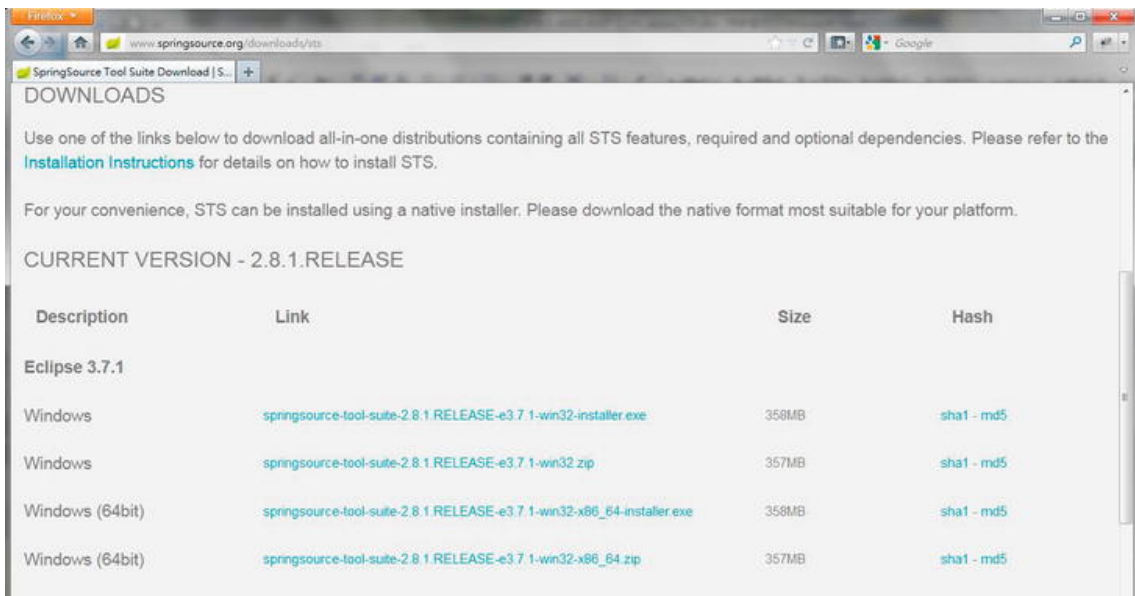 Firefox
www.springsource.org/downloads/sts
Google
SpringSource Tool Suite Download | S...
DOWNLOADS
Use one of the links below to download all-in-one distributions containing all STS features, required and optional dependencies. Please refer to the
Installation Instructions for details on how to install STS.
For your convenience, STS can be installed using a native installer. Please download the native format most suitable for your platform.
CURRENT VERSION - 2.8.1.RELEASE
Description Link Size Hash
Eclipse 3.7.1
Windows springsource-tool-suite-2.8.1.RELEASE-e3.7.1-win32-installer.exe 358MB sha1 - md5
Windows springsource-tool-suite-2.8.1.RELEASE-e3.7.1-win32.zip 357MB sha1 - md5
Windows (64bit) springsource-tool-suite-2.8.1.RELEASE-e3.7.1-win32-x86_64-installer.exe 358MB sha1 - md5
Windows (64bit) springsource-tool-suite-2.8.1.RELEASE-e3.7.1-win32-x86_64.zip 357MB sha1 - md5